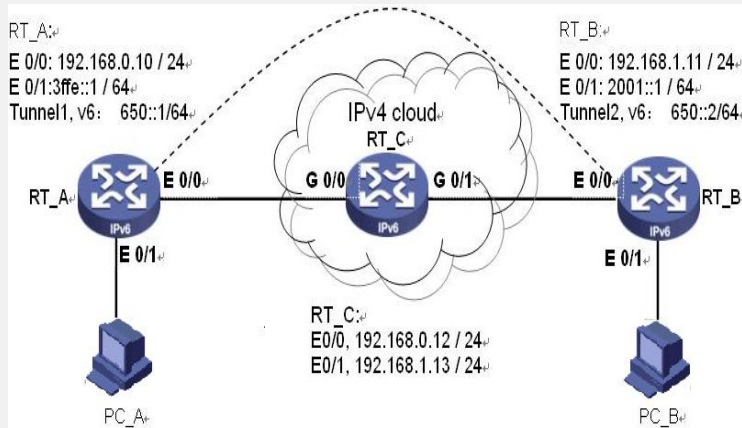 RT_A:
E 0/0: 192.168.0.10 / 24
E 0/1:3ffe::1 / 64
Tunnel1, v6： 650::1/64
RT_B:
E 0/0: 192.168.1.11 / 24
E 0/1: 2001::1 / 64
Tunnel2, v6： 650::2/64
IPv4 cloud
RT_C
RT_A
IPv6
E 0/0
G 0/0
IPv6
G 0/1
E 0/0
IPv6
RT_B
E 0/1
E 0/1
RT_C:
E0/0, 192.168.0.12 / 24
E0/1, 192.168.1.13 / 24
PC_A
PC_B